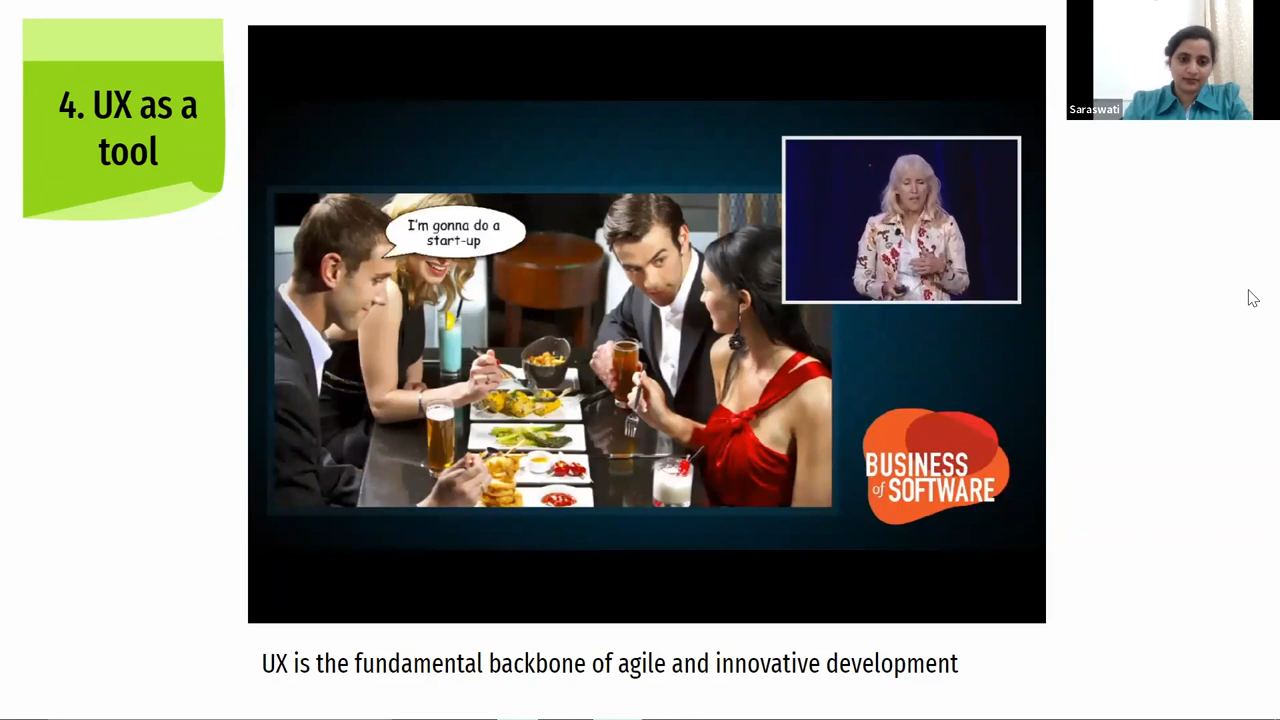 4. UX as a
tool
Saraswati
I'm gonna do a
start-up
BUSINESS
of SOFTWARE
UX is the fundamental backbone of agile and innovative development